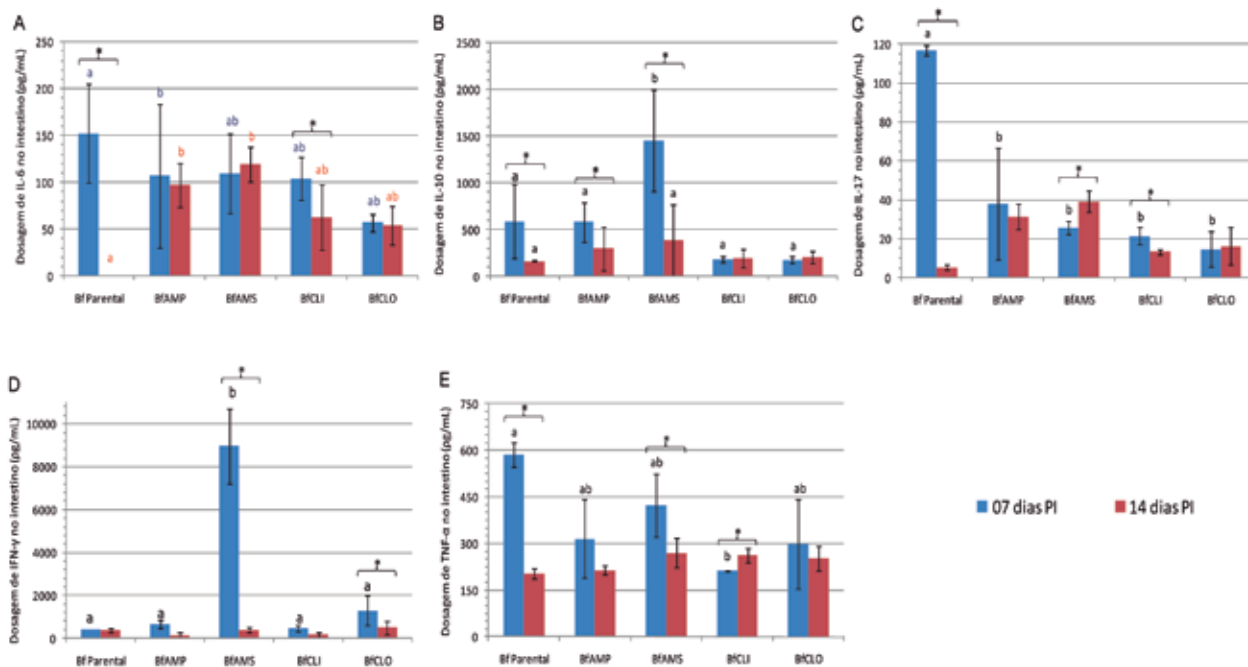 A
Dosagem de IL-6 no intestino (pg/mL)
250
200
150
100
50
0
*
a
b
b
ab
b
*
ab
ab
ab
ab
a
Bf Parental
BfAMP
BfAMS
BfCLI
BfCLO
B
Dosagem de IL-10 no intestino (pg/mL)
2500
2000
1500
1000
500
0
*
a
a
*
a
*
b
a
a
a
Bf Parental
BfAMP
BfAMS
BfCLI
BfCLO
C
Dosagem de IL-17 no intestino (pg/mL)
120
100
80
60
40
20
0
*
a
b
*
b
*
b
b
Bf Parental
BfAMP
BfAMS
BfCLI
BfCLO
D
Dosagem de IFN-γ no intestino (pg/mL)
10000
8000
6000
4000
2000
0
a
a
*
b
a
*
a
Bf Parental
BfAMP
BfAMS
BfCLI
BfCLO
E
Dosagem de TNF-α no intestino (pg/mL)
750
600
450
300
150
0
*
a
ab
*
ab
*
b
ab
Bf Parental
BfAMP
BfAMS
BfCLI
BfCLO
07 dias PI
14 dias PI